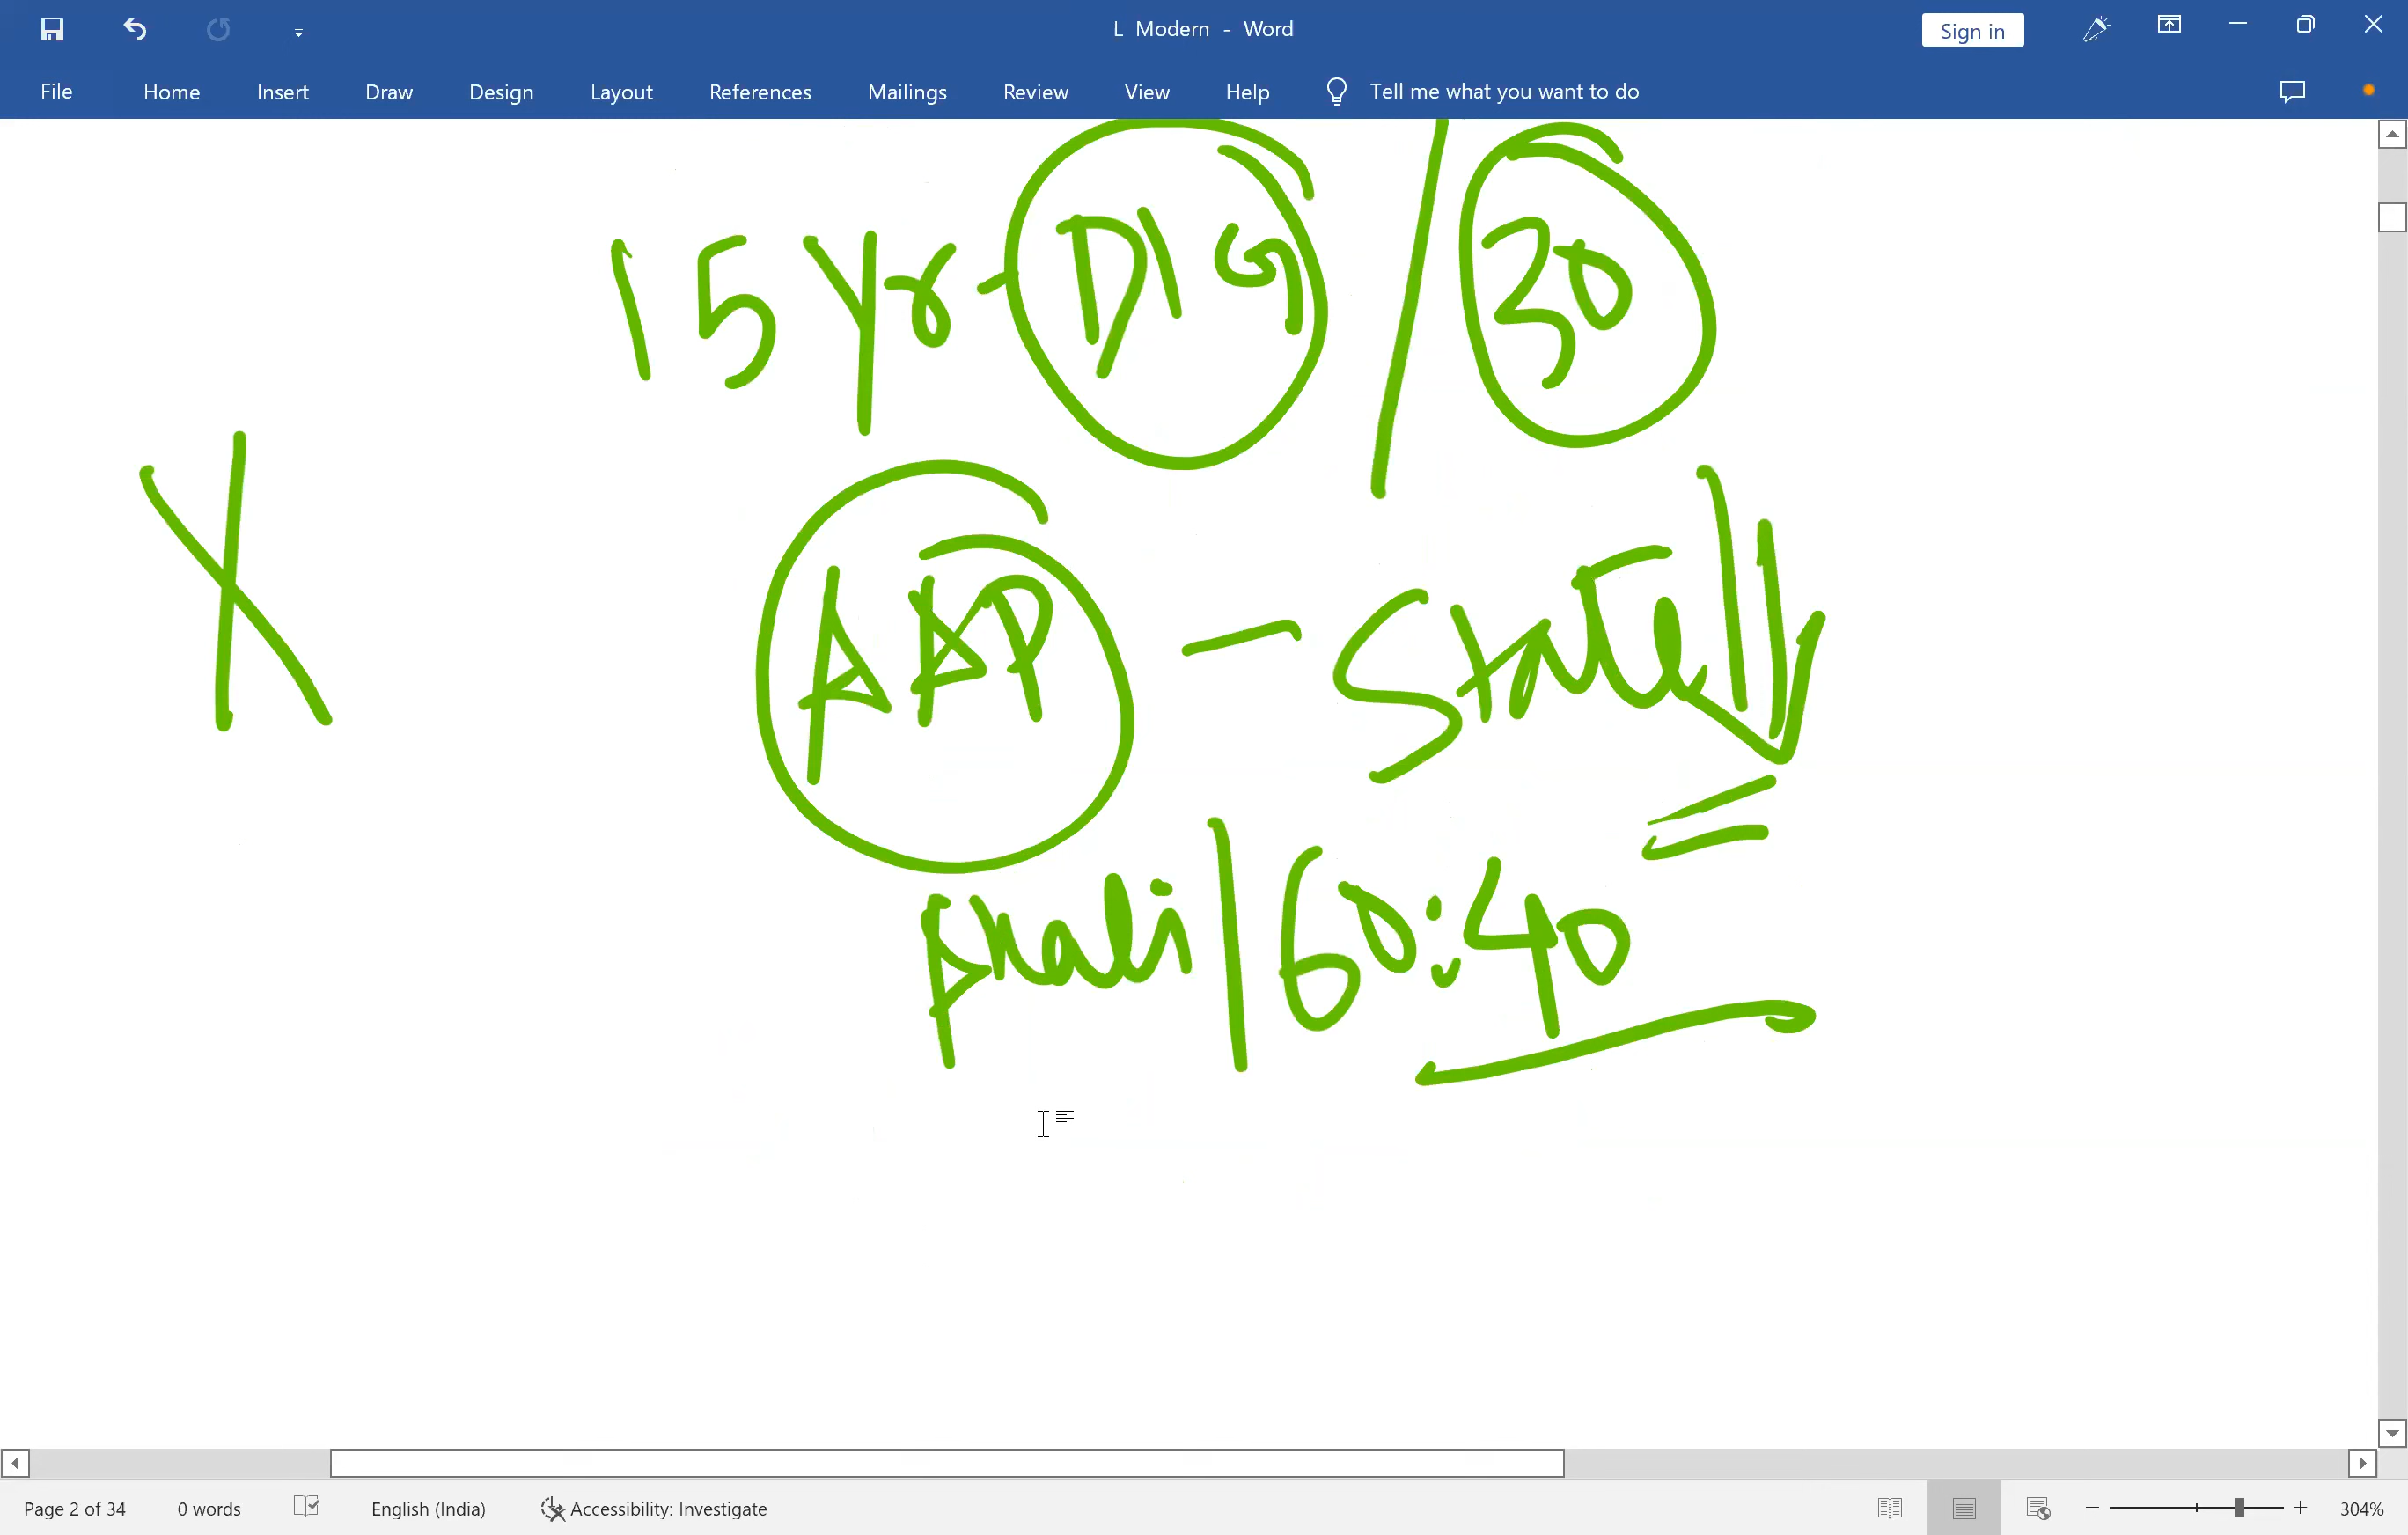 L Modern - Word
Sign in
File Home Insert Draw Design Layout References Mailings Review View Help Tell me what you want to do
15 Yr - DIG / 30
X
AAP - State
60:40
Page 2 of 34 0 words English (India) Accessibility: Investigate 304%